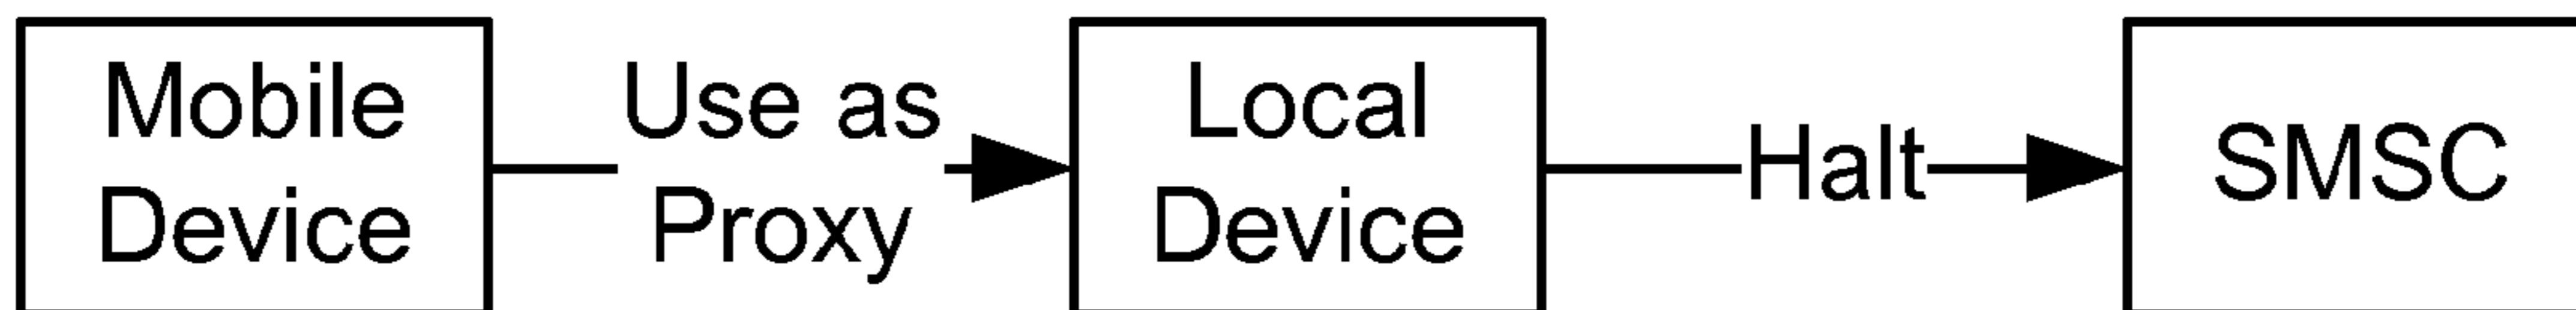 Mobile
Device
Use as
Proxy
Local
Device
Halt
SMSC